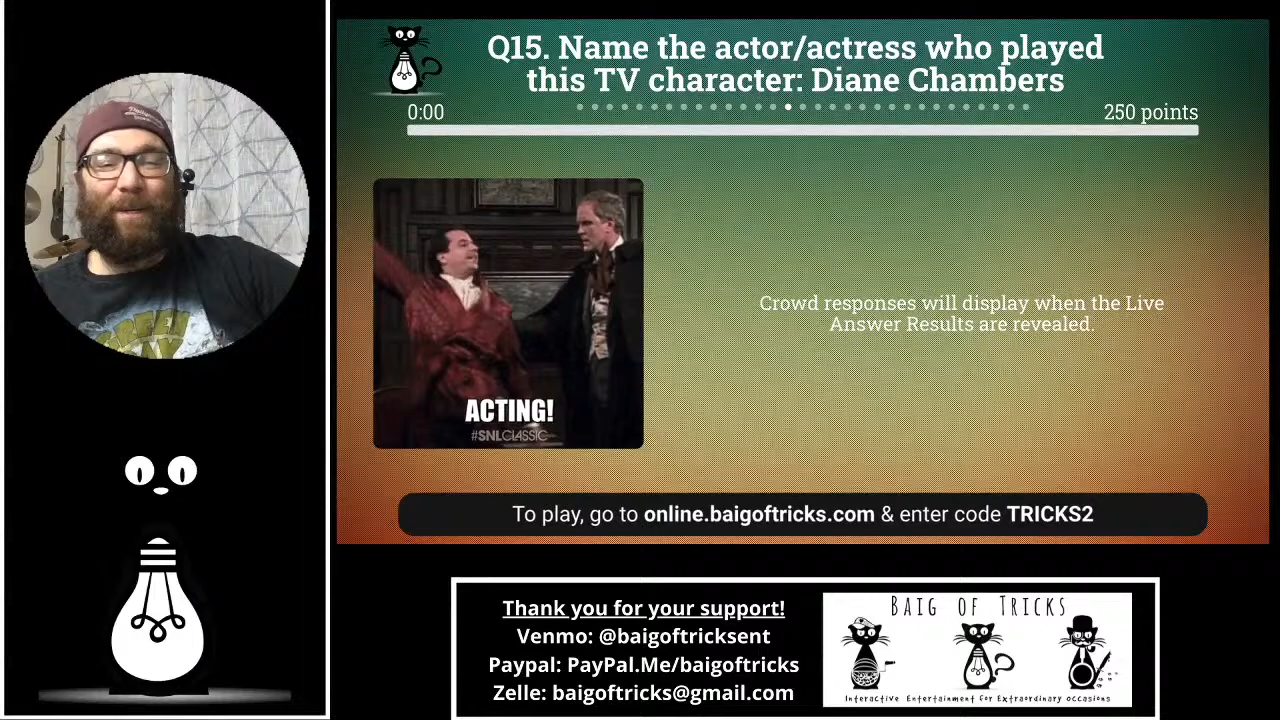 Q15. Name the actor/actress who played
this TV character: Diane Chambers
0:00
250 points
Crowd responses will display when the Live
Answer Results are revealed.
ACTING!
#SNLCLASSIC
To play, go to online.baigoftricks.com & enter code TRICKS2
Thank you for your support!
Venmo: @baigoftricksent
Paypal: PayPal.Me/baigoftricks
Zelle: baigoftricks@gmail.com
BAIG OF TRICKS
Interactive Entertainment for Extraordinary Occasions
GREEN
DAY